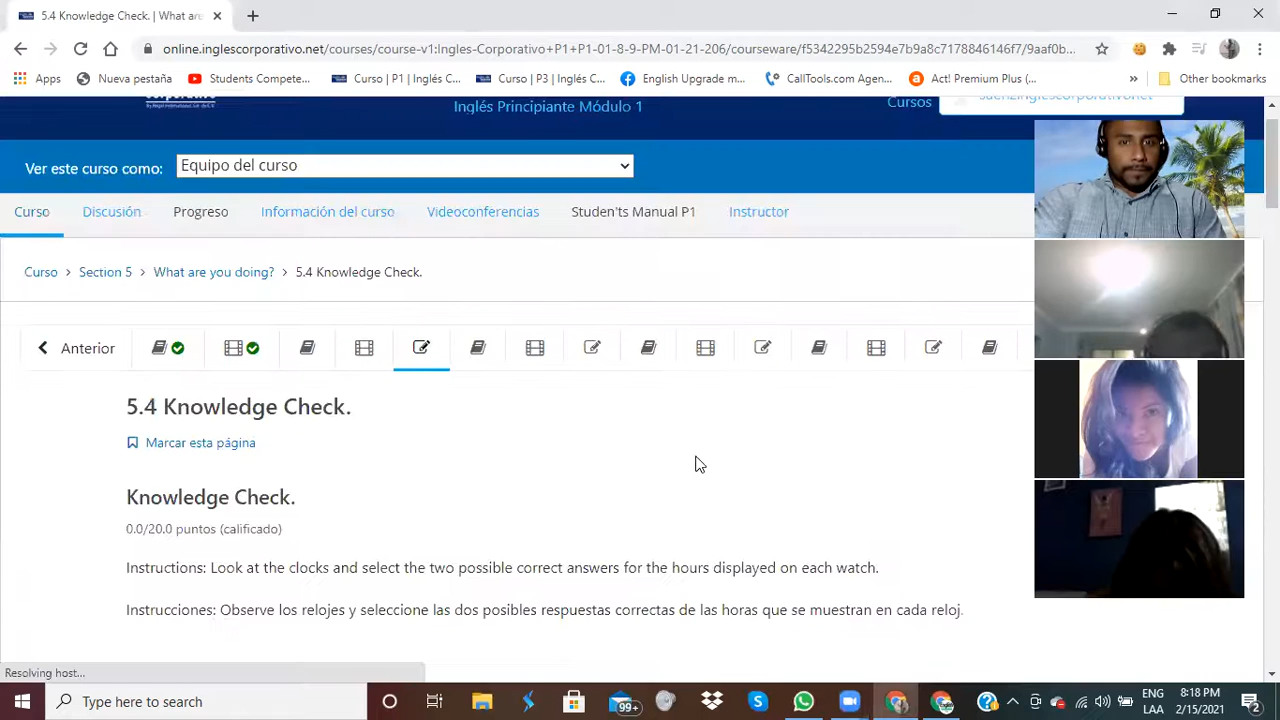 5.4 Knowledge Check. | What are
online.inglescorporativo.net/courses/course-v1:Ingles-Corporativo+P1+P1-01-8-9-PM-01-21-206/courseware/f5342295b2594e7b9a8c7178846146f7/9aaf0b...
Apps Nueva pestaña Students Compete... Curso | P1 | Inglés C... Curso | P3 | Inglés C... English Upgrade m... CallTools.com Agen... Act! Premium Plus (... » Other bookmarks
Inglés Principiante Módulo 1 Cursos
Ver este curso como: Equipo del curso
Curso Discusión Progreso Información del curso Videoconferencias Studen'ts Manual P1 Instructor
Curso > Section 5 > What are you doing? > 5.4 Knowledge Check.
Anterior
5.4 Knowledge Check.
Marcar esta página
Knowledge Check.
0.0/20.0 puntos (calificado)
Instructions: Look at the clocks and select the two possible correct answers for the hours displayed on each watch.
Instrucciones: Observe los relojes y seleccione las dos posibles respuestas correctas de las horas que se muestran en cada reloj.
Resolving host...
Type here to search 99+ ENG 8:18 PM
LAA 2/15/2021 2